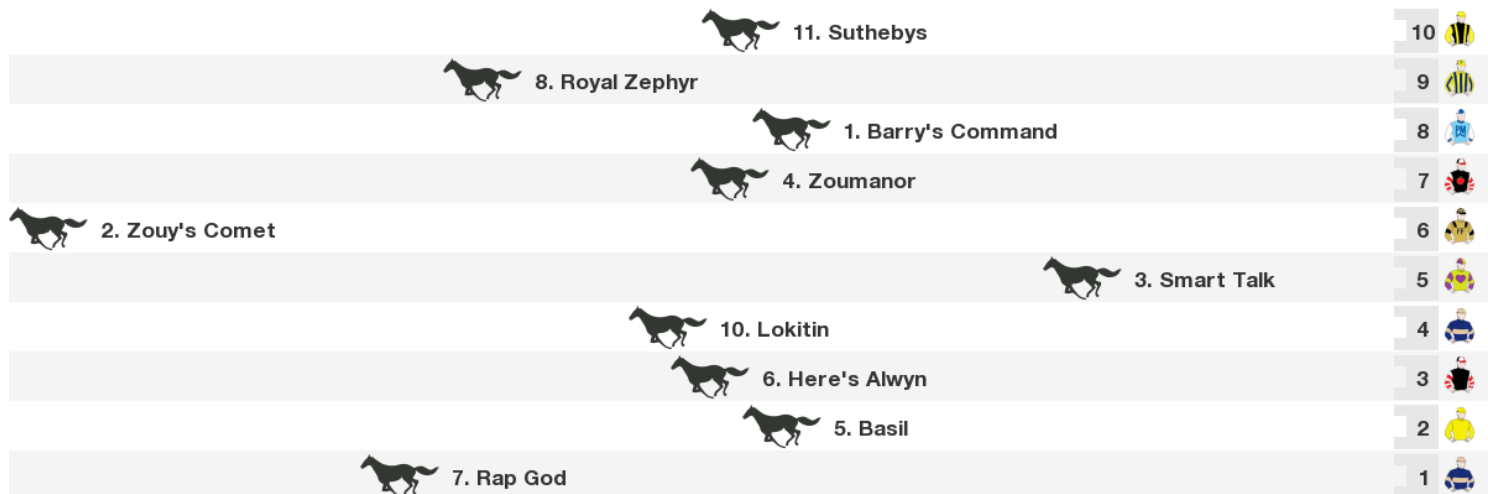 11. Suthebys 10
8. Royal Zephyr 9
1. Barry's Command 8
4. Zoumanor 7
2. Zouy's Comet 6
3. Smart Talk 5
10. Lokitin 4
6. Here's Alwyn 3
5. Basil 2
7. Rap God 1